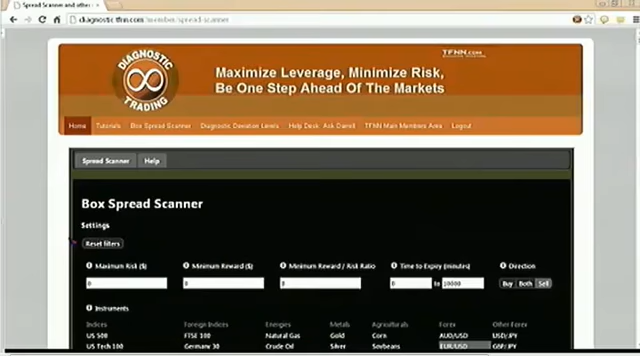 Spread Scanner and other
diagnostic.tfnn.com/member/spread-scanner
DIAGNOSTIC
TRADING
TFNN.COM
Maximize Leverage, Minimize Risk,
Be One Step Ahead Of The Markets
Home Tutorials Box Spread Scanner Diagnostic Deviation Levels Help Desk: Ask Darrell TFNN Main Members Area Logout
Spread Scanner Help
Box Spread Scanner
Settings
Reset filters
Maximum Risk ($) Minimum Reward ($) Minimum Reward / Risk Ratio Time to Expiry (minutes) Direction
0 0 0 0 to 10000 Buy Both Sell
Instruments
Indices Foreign Indices Energies Metals Agriculturals Forex Other Forex
US 500 FTSE 100 Natural Gas Gold Corn AUD/USD USD/JPY
US Tech 100 Germany 30 Crude Oil Silver Soybeans EUR/USD GBP/JPY